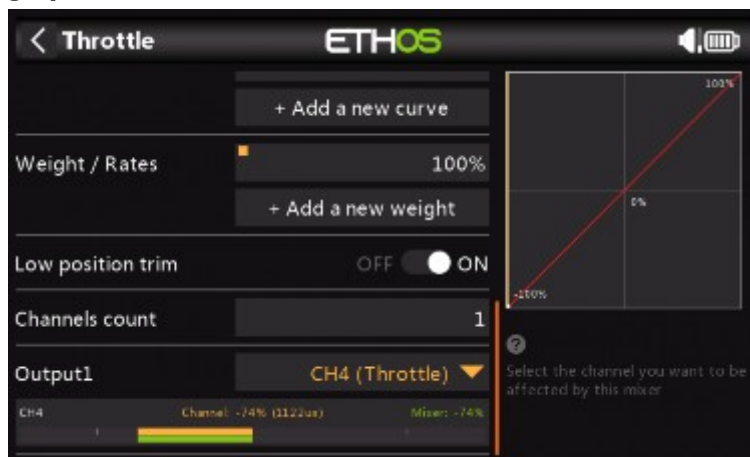 Throttle
ETHOS
+ Add a new curve
Weight / Rates
100%
+ Add a new weight
Low position trim
OFF ON
Channels count
1
Output1
CH4 (Throttle)
CH4 Channel: -74% (1122us) Mixer: -74%
100%
0%
-100%
?
Select the channel you want to be
affected by this mixer